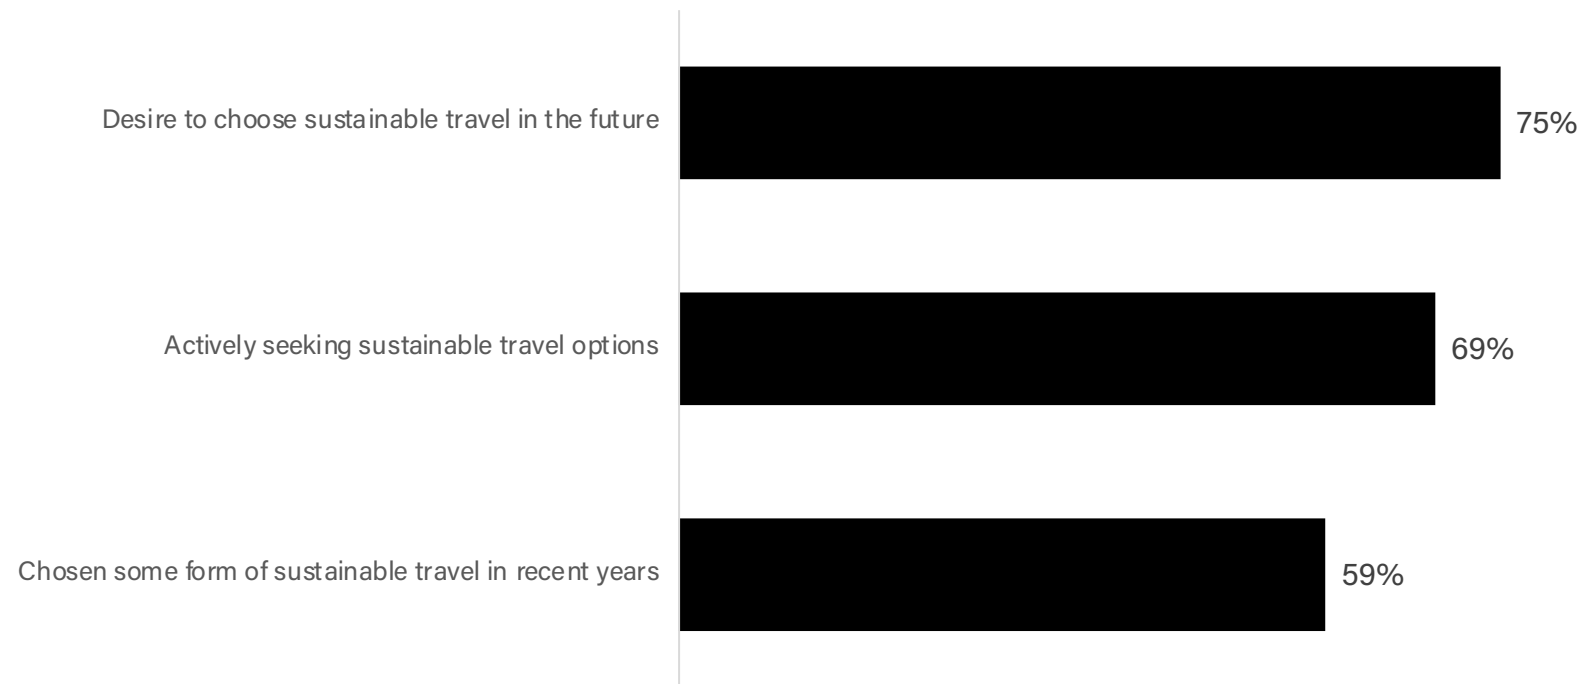 Desire to choose sustainable travel in the future
75%
Actively seeking sustainable travel options
69%
Chosen some form of sustainable travel in recent years
59%